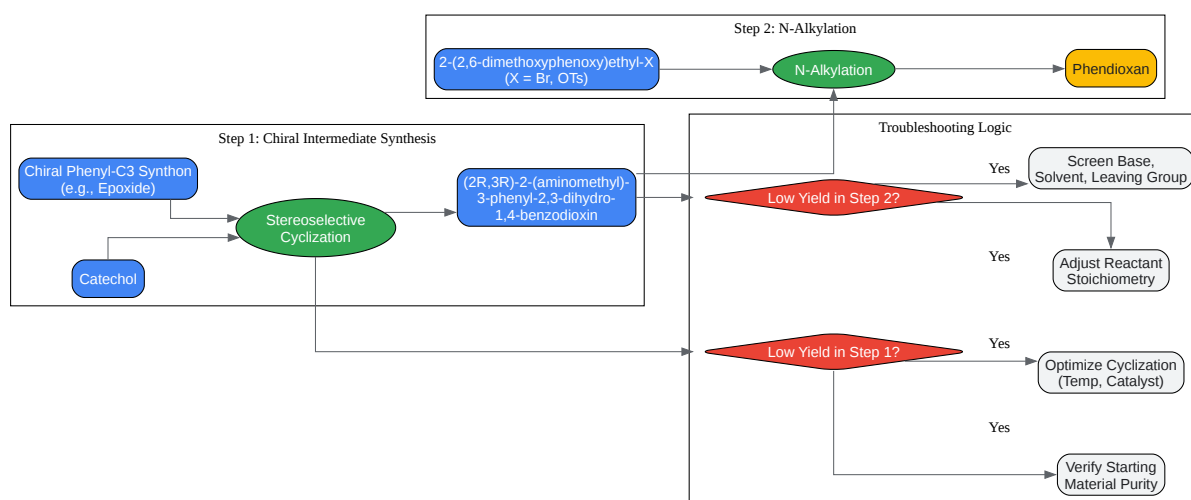 Step 2: N-Alkylation
2-(2,6-dimethoxyphenoxy)ethyl-X
(X = Br, OTs)
N-Alkylation
Phendioxan
Step 1: Chiral Intermediate Synthesis
Chiral Phenyl-C3 Synthon
(e.g., Epoxide)
Catechol
Stereoselective
Cyclization
(2R,3R)-2-(aminomethyl)-
3-phenyl-2,3-dihydro-
1,4-benzodioxin
Troubleshooting Logic
Low Yield in Step 2?
Yes
Screen Base,
Solvent, Leaving Group
Yes
Adjust Reactant
Stoichiometry
Low Yield in Step 1?
Yes
Optimize Cyclization
(Temp, Catalyst)
Yes
Verify Starting
Material Purity